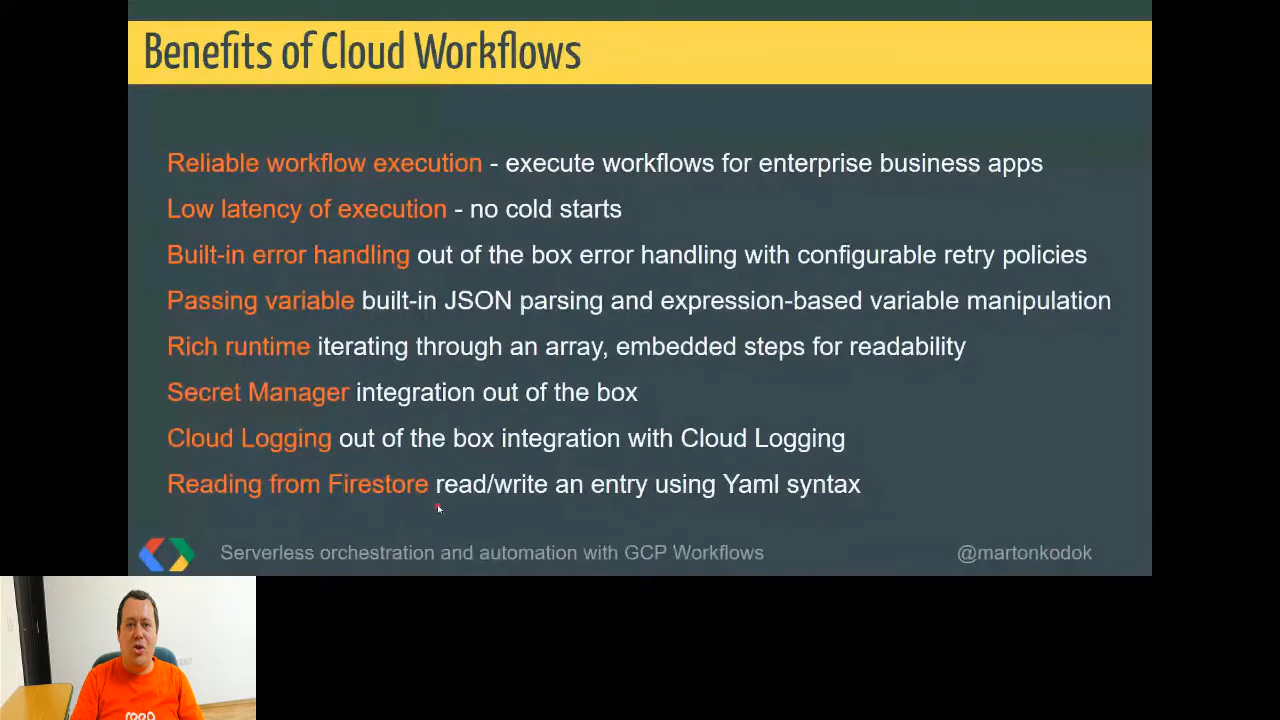 Benefits of Cloud Workflows
Reliable workflow execution - execute workflows for enterprise business apps
Low latency of execution - no cold starts
Built-in error handling out of the box error handling with configurable retry policies
Passing variable built-in JSON parsing and expression-based variable manipulation
Rich runtime iterating through an array, embedded steps for readability
Secret Manager integration out of the box
Cloud Logging out of the box integration with Cloud Logging
Reading from Firestore read/write an entry using Yaml syntax
Serverless orchestration and automation with GCP Workflows
@martonkodok